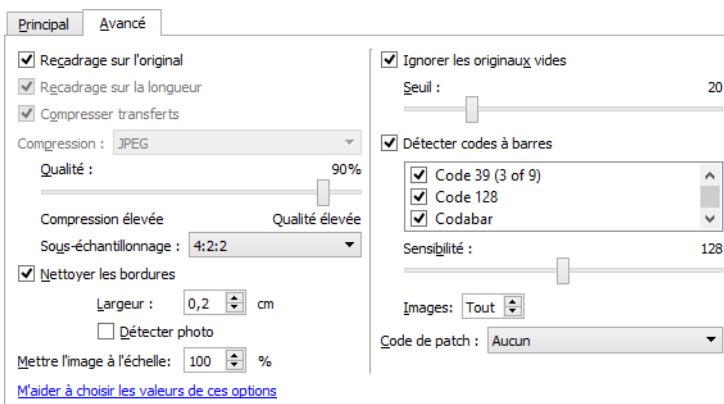 Principal
Avancé
Recadrage sur l'original
Recadrage sur la longueur
Compresser transferts
Compression : JPEG
Qualité : 90%
Compression élevée Qualité élevée
Sous-échantillonnage : 4:2:2
Nettoyer les bordures
Largeur : 0,2 cm
Détecter photo
Mettre l'image à l'échelle: 100 %
M'aider à choisir les valeurs de ces options
Ignorer les originaux vides
Seuil : 20
Détecter codes à barres
Code 39 (3 of 9)
Code 128
Codabar
Sensibilité : 128
Images: Tout
Code de patch : Aucun